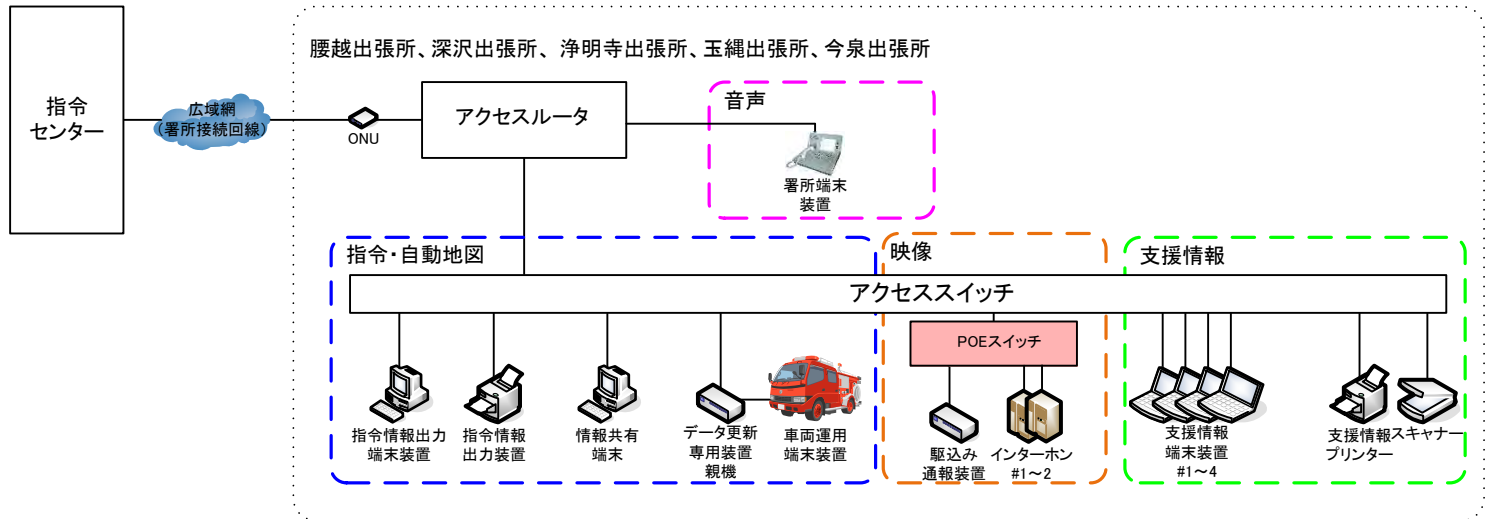 腰越出張所、深沢出張所、浄明寺出張所、玉縄出張所、今泉出張所
指令
センター
広域網
(署所接続回線)
ONU
アクセスルータ
音声
署所端末
装置
指令・自動地図
映像
支援情報
アクセススイッチ
POEスイッチ
指令情報出力
端末装置
指令情報
出力装置
情報共有
端末
データ更新
専用装置
親機
車両運用
端末装置
駆込み
通報装置
インターホン
#1～2
支援情報
端末装置
#1～4
支援情報
プリンター
スキャナー